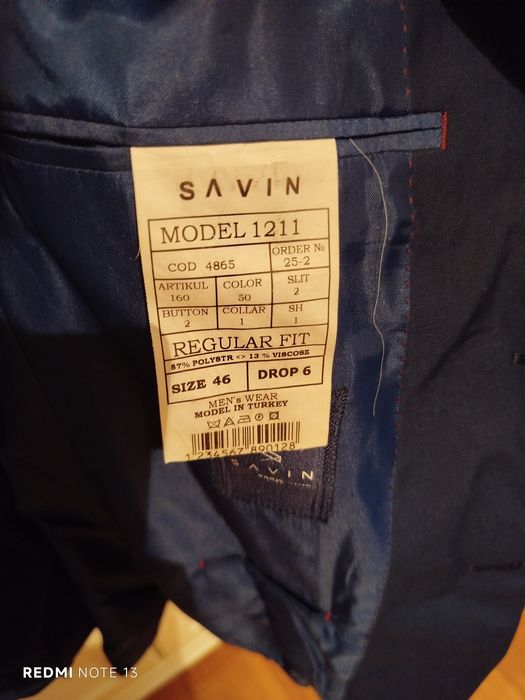 SΛVIN
MODEL 1211
COD 4865
ORDER №
25-2
ARTIKUL
160
COLOR
50
SLIT
2
BUTTON
2
COLLAR
1
SH
1
REGULAR FIT
87% POLYSTR <> 13 % VISCOSE
SIZE 46
DROP 6
MEN's WEAR
MODEL IN TURKEY
1 234567 890128
SΛVIN
REDMI NOTE 13